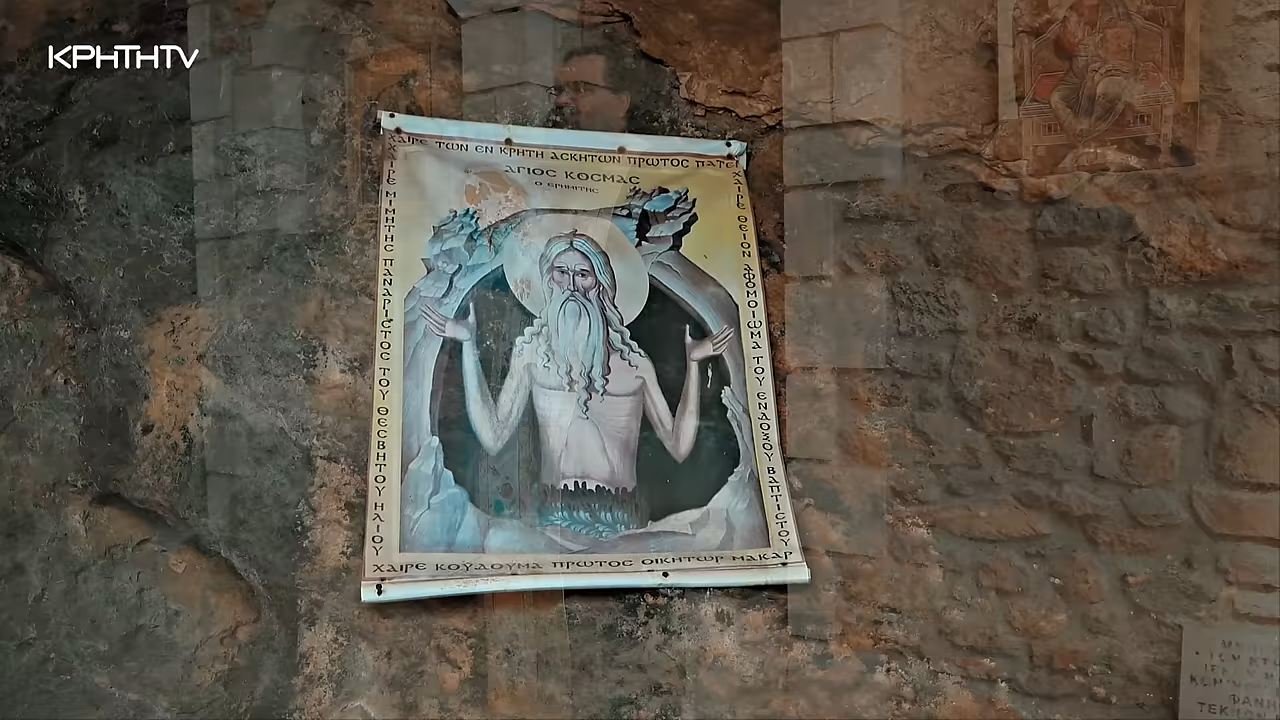 ΚΡΗΤΗTV
ΧΑΙΡΕ ΤΩΝ ΕΝ ΚΡΗΤΗ ΑΣΚΗΤΩΝ ΠΡΩΤΟΣ ΠΑΤΕ
ΑΓΙΟΣ ΚΟΣΜΑΣ
Ο ΕΡΗΜΙΤΗΣ
ΧΑΙΡΕ ΜΙΜΗΤΗΣ ΠΑΝΑΡΙΣΤΟΣ ΤΟΥ ΘΕΣΒΗΤΟΥ ΗΛΙΟΥ
ΧΑΙΡΕ ΘΕΙΟΝ ΑΦΟΜΟΙΩΜΑ ΤΟΥ ΕΝΔΟΞΟΥ ΒΑΠΤΙΣΤΟΥ
ΧΑΙΡΕ ΚΟΥΔΟΥΜΑ ΠΡΩΤΟΣ ΟΙΚΗΤΩΡ ΜΑΚΑΡ